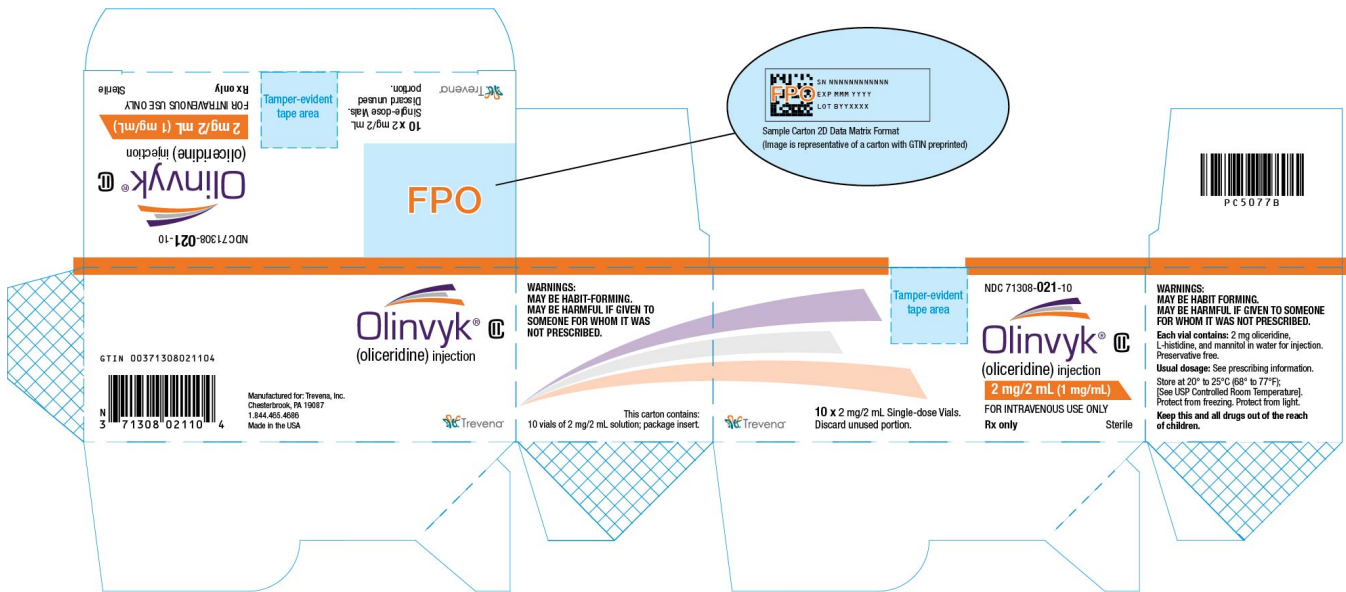 Trevena®
10 x 2 mg/2 mL
Single-dose Vials.
Discard unused
portion.
Tamper-evident
tape area
Rx only
Sterile
FOR INTRAVENOUS USE ONLY
2 mg/2 mL (1 mg/mL)
(oliceridine) injection
Olinvyk®
CII
NDC 71308-021-10
FPO
FPO
SN NNNNNNNNNNNN
EXP MMM YYYY
LOT BYYXXXX
Sample Carton 2D Data Matrix Format
(Image is representative of a carton with GTIN preprinted)
PC5077B
Olinvyk®
CII
(oliceridine) injection
GTIN 00371308021104
N
3 71308 02110 4
Manufactured for: Trevena, Inc.
Chesterbrook, PA 19087
1.844.465.4686
Made in the USA
Trevena®
WARNINGS:
MAY BE HABIT-FORMING.
MAY BE HARMFUL IF GIVEN TO
SOMEONE FOR WHOM IT WAS
NOT PRESCRIBED.
This carton contains:
10 vials of 2 mg/2 mL solution; package insert.
Tamper-evident
tape area
Trevena®
10 x 2 mg/2 mL Single-dose Vials.
Discard unused portion.
NDC 71308-021-10
Olinvyk®
CII
(oliceridine) injection
2 mg/2 mL (1 mg/mL)
FOR INTRAVENOUS USE ONLY
Rx only
Sterile
WARNINGS:
MAY BE HABIT FORMING.
MAY BE HARMFUL IF GIVEN TO SOMEONE
FOR WHOM IT WAS NOT PRESCRIBED.
Each vial contains: 2 mg oliceridine,
L-histidine, and mannitol in water for injection.
Preservative free.
Usual dosage: See prescribing information.
Store at 20° to 25°C (68° to 77°F);
[See USP Controlled Room Temperature].
Protect from freezing. Protect from light.
Keep this and all drugs out of the reach
of children.